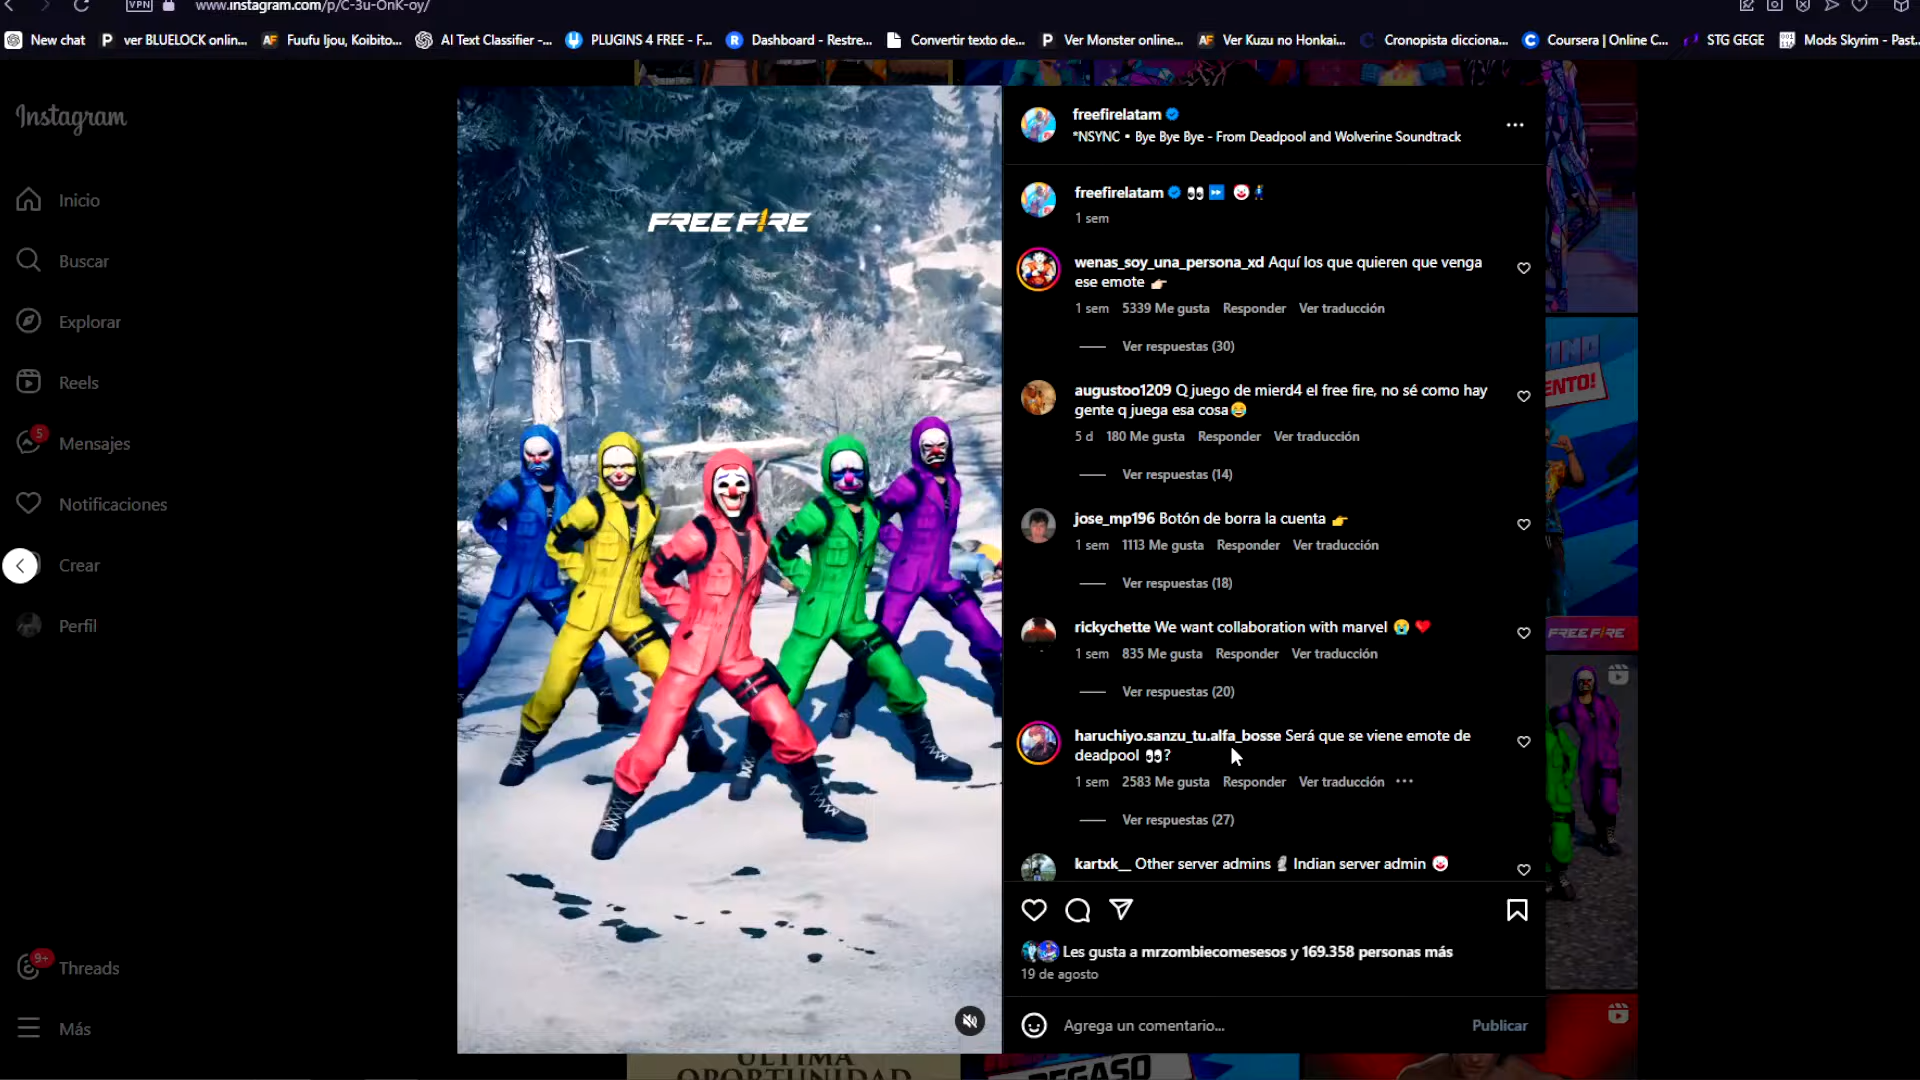 VPN
www.instagram.com/p/C-3u-OnK-oy/
New chat
ver BLUELOCK onlin...
Fuufu Ijou, Koibito...
AI Text Classifier -...
PLUGINS 4 FREE - F...
Dashboard - Restre...
Convertir texto de...
Ver Monster online...
Ver Kuzu no Honkai...
Cronopista dicciona...
Coursera | Online C...
STG GEGE
Mods Skyrim - Past...
Instagram
Inicio
Buscar
Explorar
Reels
5
Mensajes
Notificaciones
Crear
Perfil
9+
Threads
Más
FREE FIRE
freefirelatam
*NSYNC • Bye Bye Bye - From Deadpool and Wolverine Soundtrack
freefirelatam 👀⏩ 🤡🕺
1 sem
wenas_soy_una_persona_xd Aquí los que quieren que venga
ese emote 👉🏻
1 sem 5339 Me gusta Responder Ver traducción
Ver respuestas (30)
augustoo1209 Q juego de mierd4 el free fire, no sé como hay
gente q juega esa cosa😂
5 d 180 Me gusta Responder Ver traducción
Ver respuestas (14)
jose_mp196 Botón de borra la cuenta 👉
1 sem 1113 Me gusta Responder Ver traducción
Ver respuestas (18)
rickychette We want collaboration with marvel 😭 ❤️
1 sem 835 Me gusta Responder Ver traducción
Ver respuestas (20)
haruchiyo.sanzu_tu.alfa_bosse Será que se viene emote de
deadpool 👀?
1 sem 2583 Me gusta Responder Ver traducción ...
Ver respuestas (27)
kartxk__ Other server admins 🗿 Indian server admin 🤡
Les gusta a mrzombiecomesesos y 169.358 personas más
19 de agosto
Agrega un comentario...
Publicar
ENTO!
FREE FIRE
ÚLTIMA
OPORTUNIDAD
PEGASO